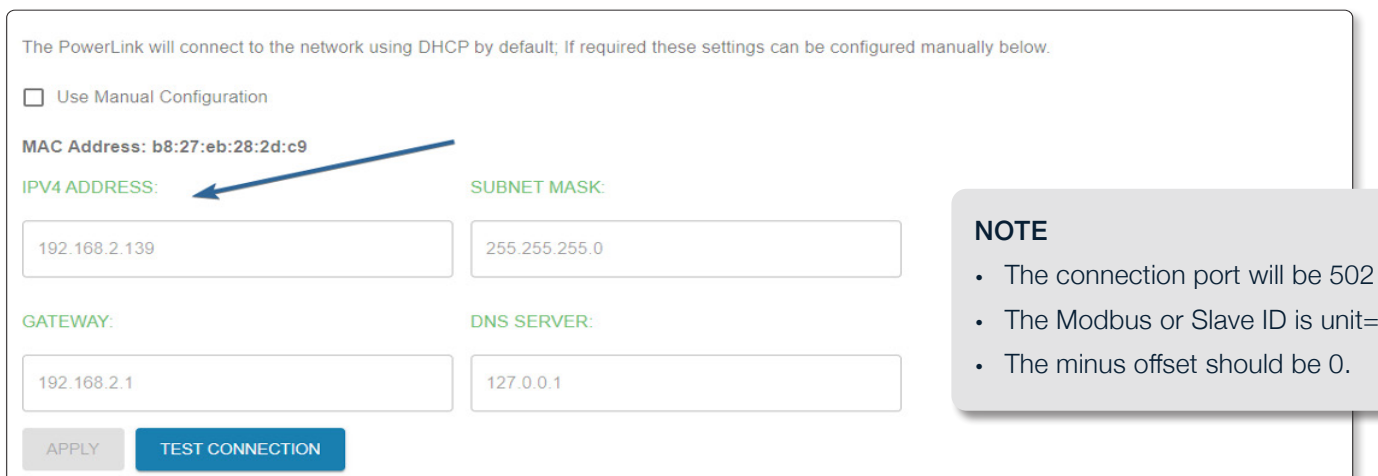 The PowerLink will connect to the network using DHCP by default; If required these settings can be configured manually below.
Use Manual Configuration
MAC Address: b8:27:eb:28:2d:c9
IPV4 ADDRESS:
SUBNET MASK:
192.168.2.139
255.255.255.0
GATEWAY:
DNS SERVER:
192.168.2.1
127.0.0.1
APPLY
TEST CONNECTION
NOTE
• The connection port will be 502
• The Modbus or Slave ID is unit=
• The minus offset should be 0.